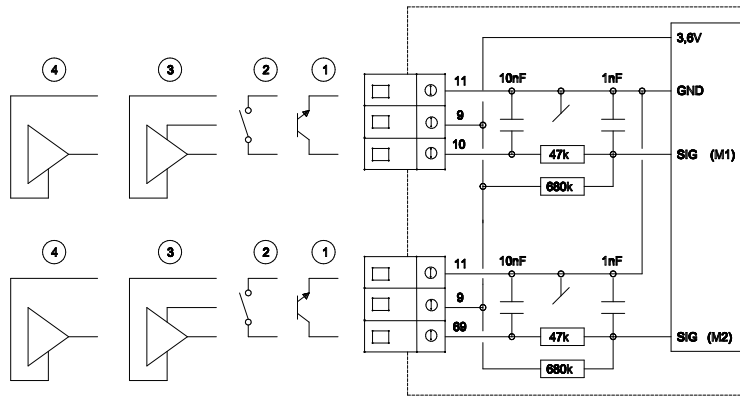 3,6V
4 3 2 1
11 10nF 1nF GND
9
10 47k SIG (M1)
680k
4 3 2 1
11 10nF 1nF
9
69 47k SIG (M2)
680k